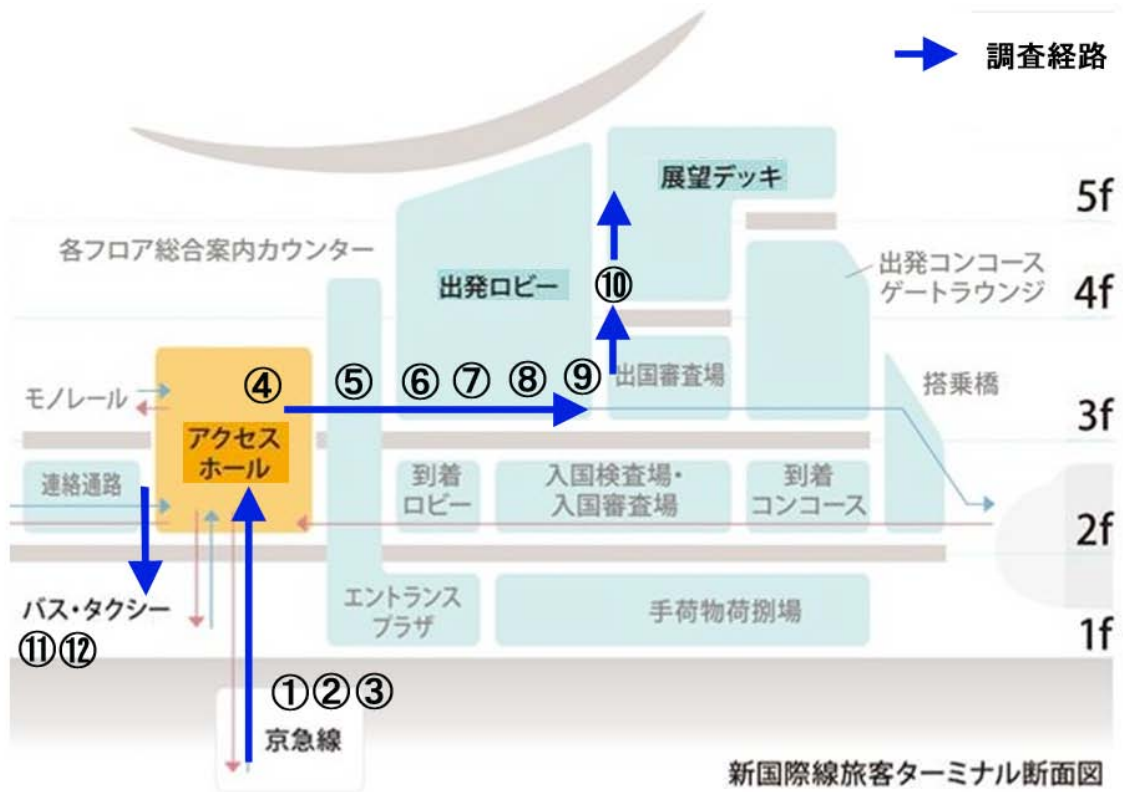 調査経路
展望デッキ
5f
各フロア総合案内カウンター
出発ロビー
⑩
出発コンコース
ゲートラウンジ
4f
④
⑤
⑥
⑦
⑧
⑨
出国審査場
搭乗橋
モノレール
3f
アクセス
ホール
連絡通路
到着
ロビー
入国検査場・
入国審査場
到着
コンコース
2f
バス・タクシー
⑪⑫
エントランス
プラザ
手荷物荷捌場
1f
①②③
京急線
新国際線旅客ターミナル断面図